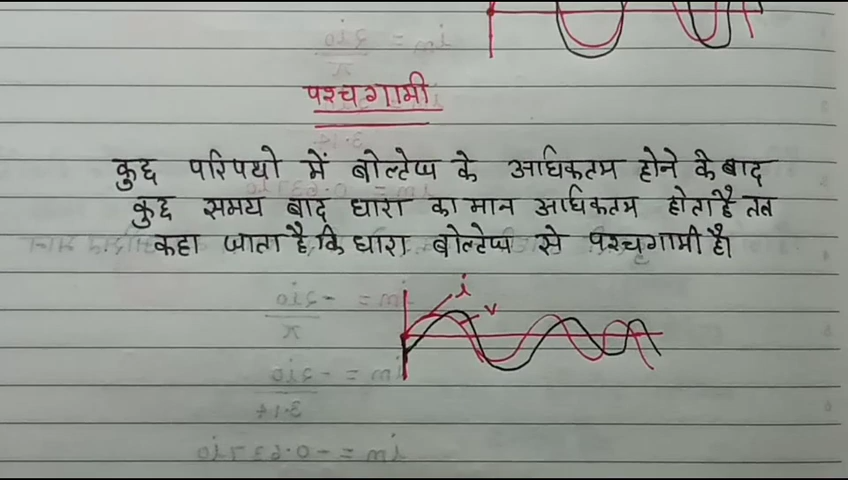 पश्चगामी
कुछ परिपथो में बोल्टेज के अधिकतम होने के बाद
कुछ समय बाद धारा का मान अधिकतम होता है तब
कहा जाता है कि धारा बोल्टेज से पश्चगामी है।
i
v